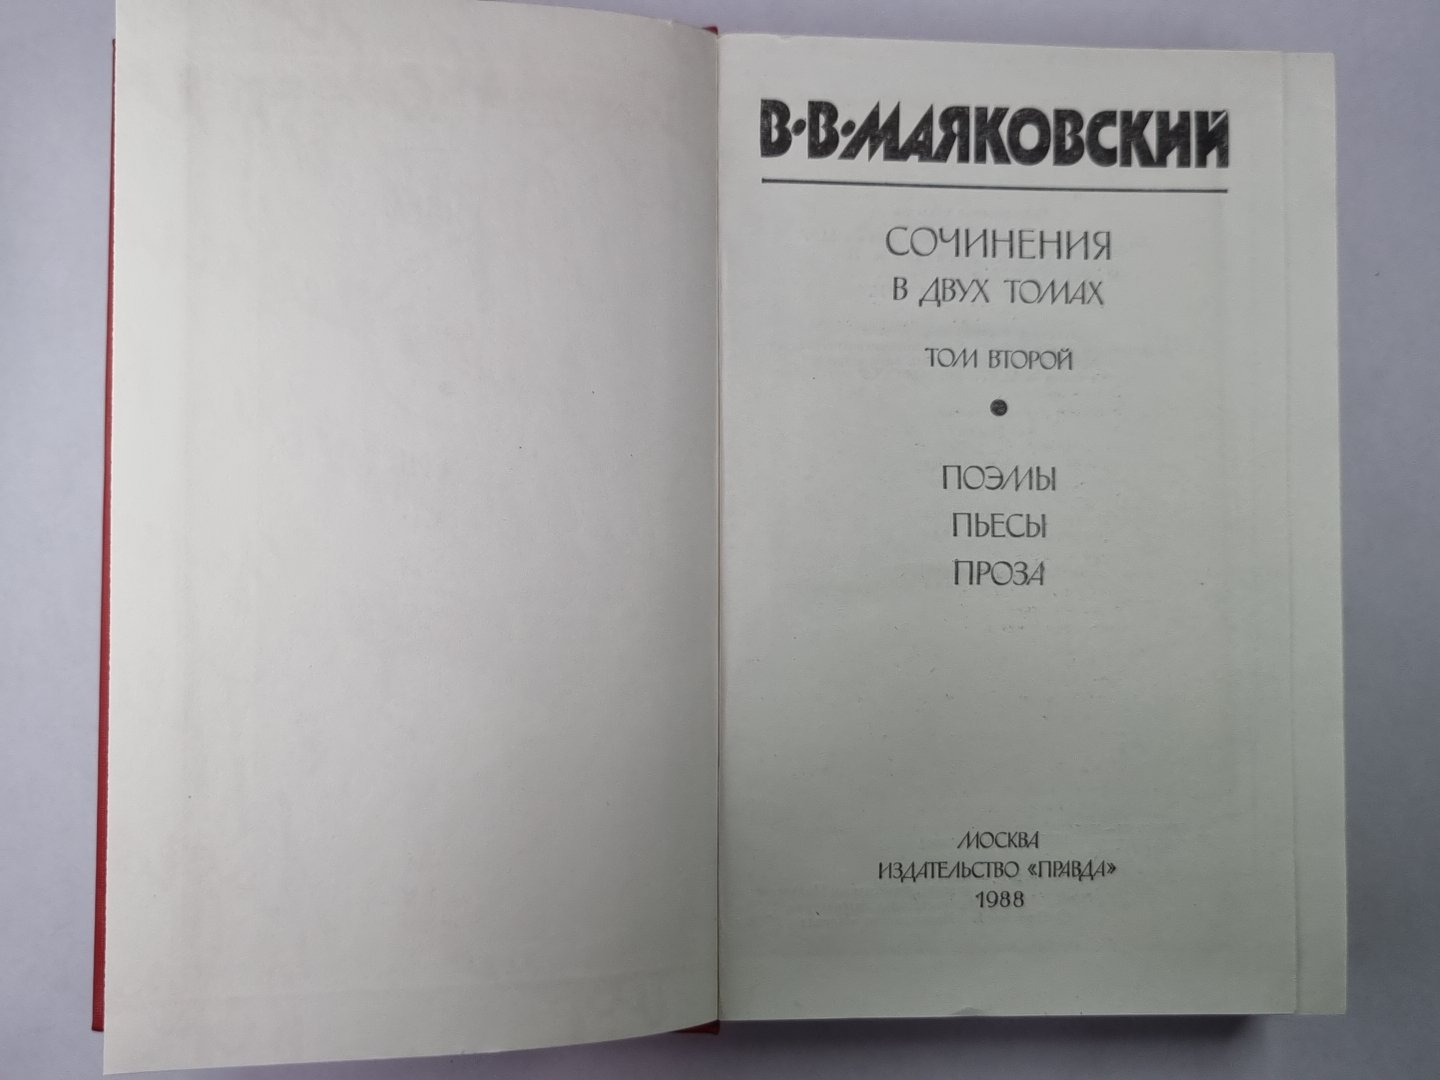 В·В·МАЯКОВСКИЙ
СОЧИНЕНИЯ
В ДВУХ ТОМАХ
ТОМ ВТОРОЙ
ПОЭМЫ
ПЬЕСЫ
ПРОЗА
МОСКВА
ИЗДАТЕЛЬСТВО «ПРАВДА»
1988